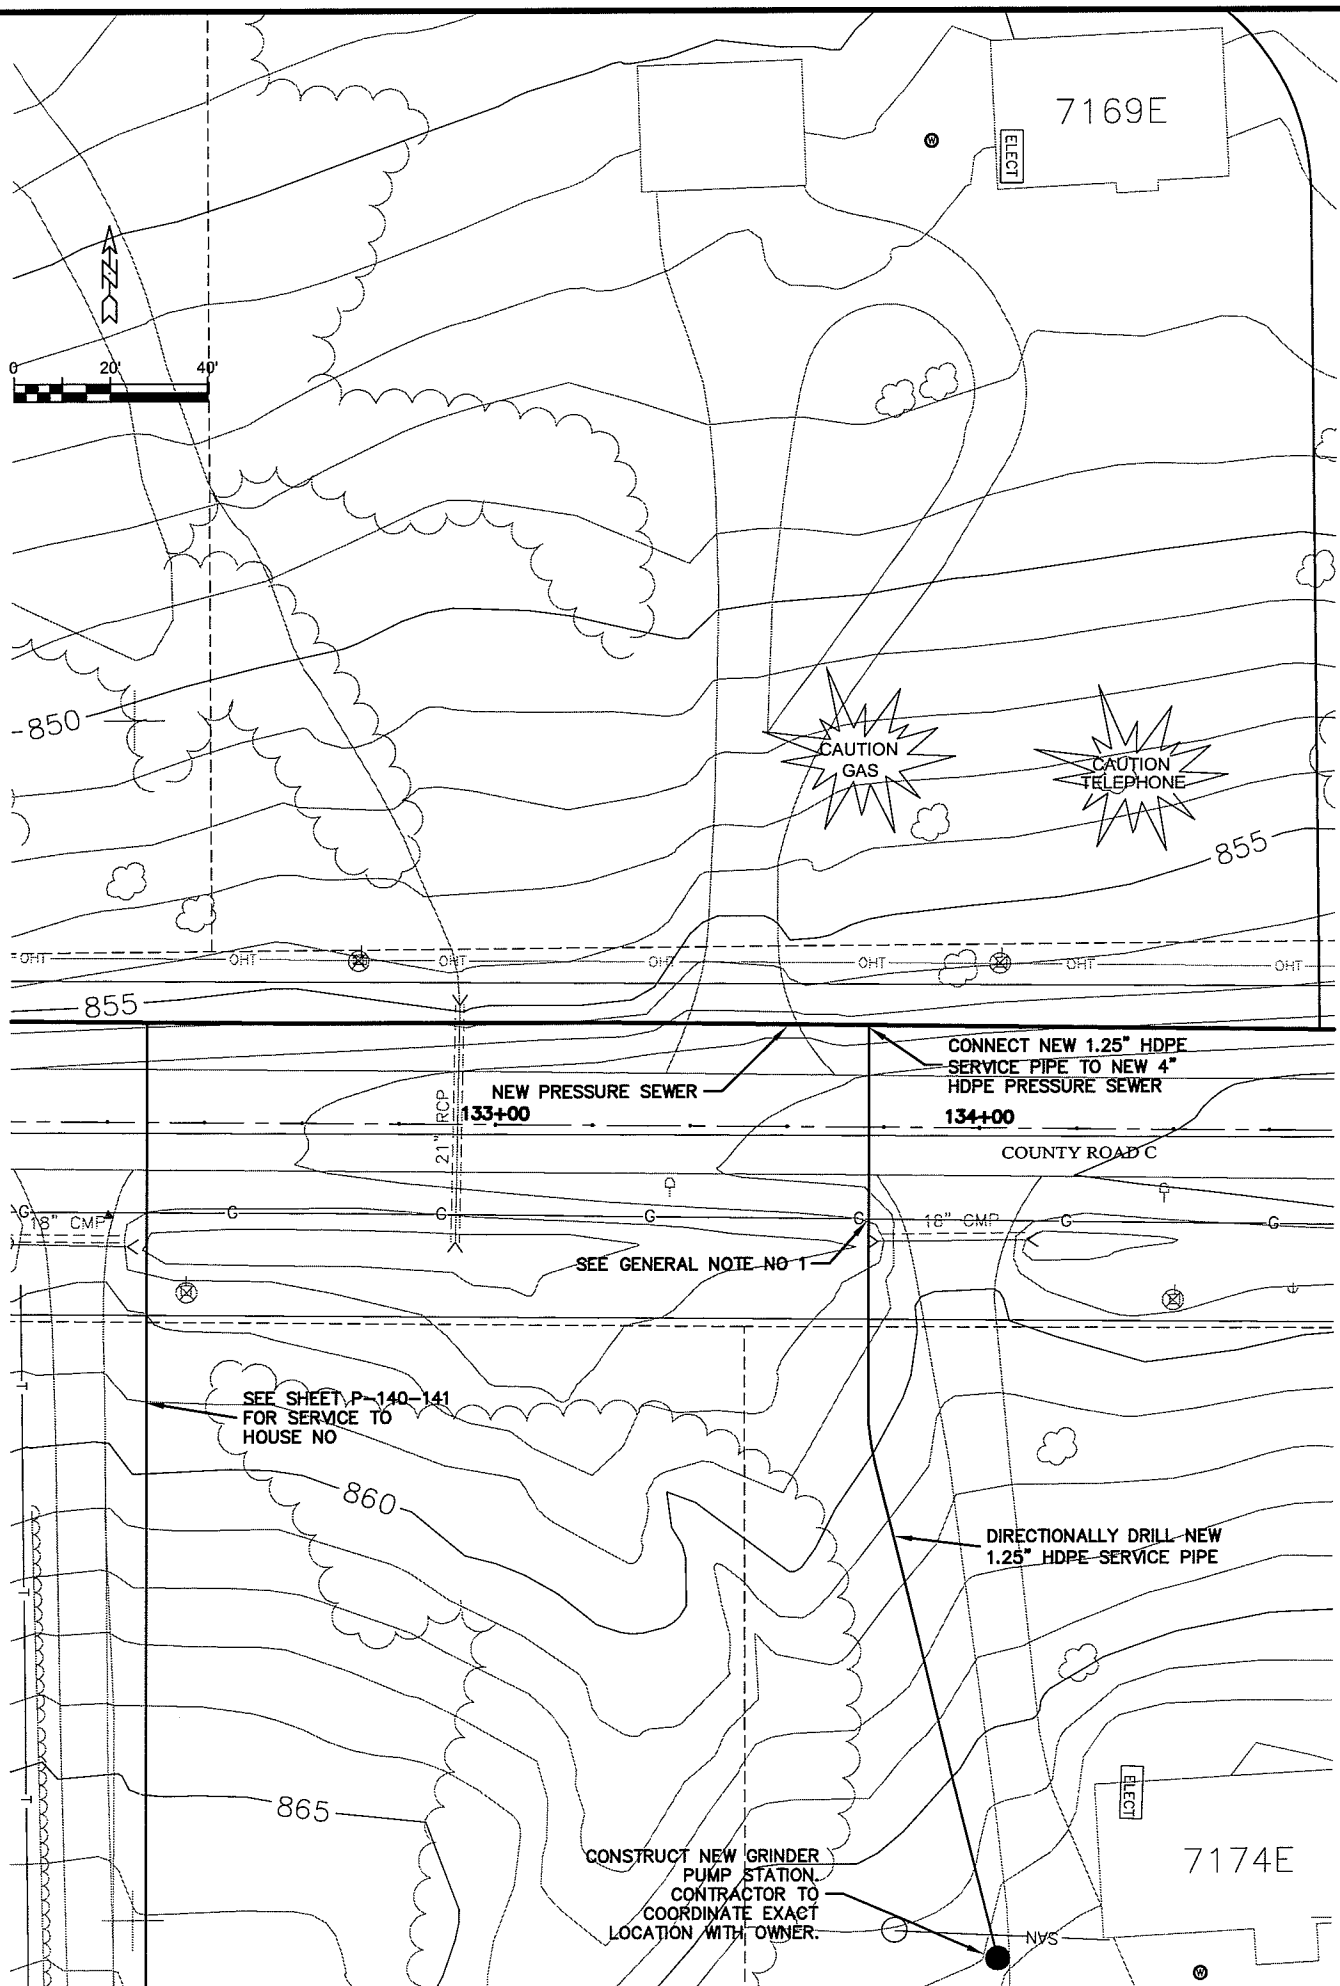 7169E
ELECT
W
N
0 20' 40'
-850
CAUTION
GAS
CAUTION
TELEPHONE
855
OHT OHT OHT OHT OHT OHT OHT
855
CONNECT NEW 1.25" HDPE
SERVICE PIPE TO NEW 4"
HDPE PRESSURE SEWER
NEW PRESSURE SEWER
21" RCP
133+00
134+00
COUNTY ROAD C
G G G G G G G
18" CMP
18" CMP
SEE GENERAL NOTE NO 1
SEE SHEET P-140-141
FOR SERVICE TO
HOUSE NO
T
860
DIRECTIONALLY DRILL NEW
1.25" HDPE SERVICE PIPE
T
T
865
ELECT
7174E
CONSTRUCT NEW GRINDER
PUMP STATION.
CONTRACTOR TO
COORDINATE EXACT
LOCATION WITH OWNER.
SAN
W